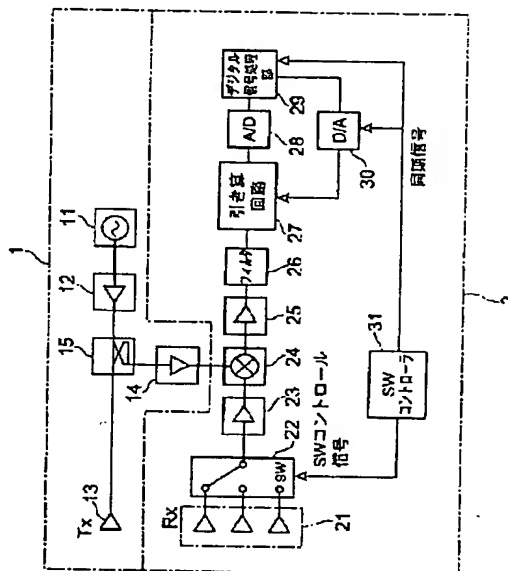 1
11
12
15
14
Tx
13
デジタル
信号処理
部
29
A/D
28
D/A
30
引き算
回路
27
フィルタ
26
25
24
23
22
SW
Rx
21
SWコントロール
信号
同期信号
31
SW
コントローラ
2